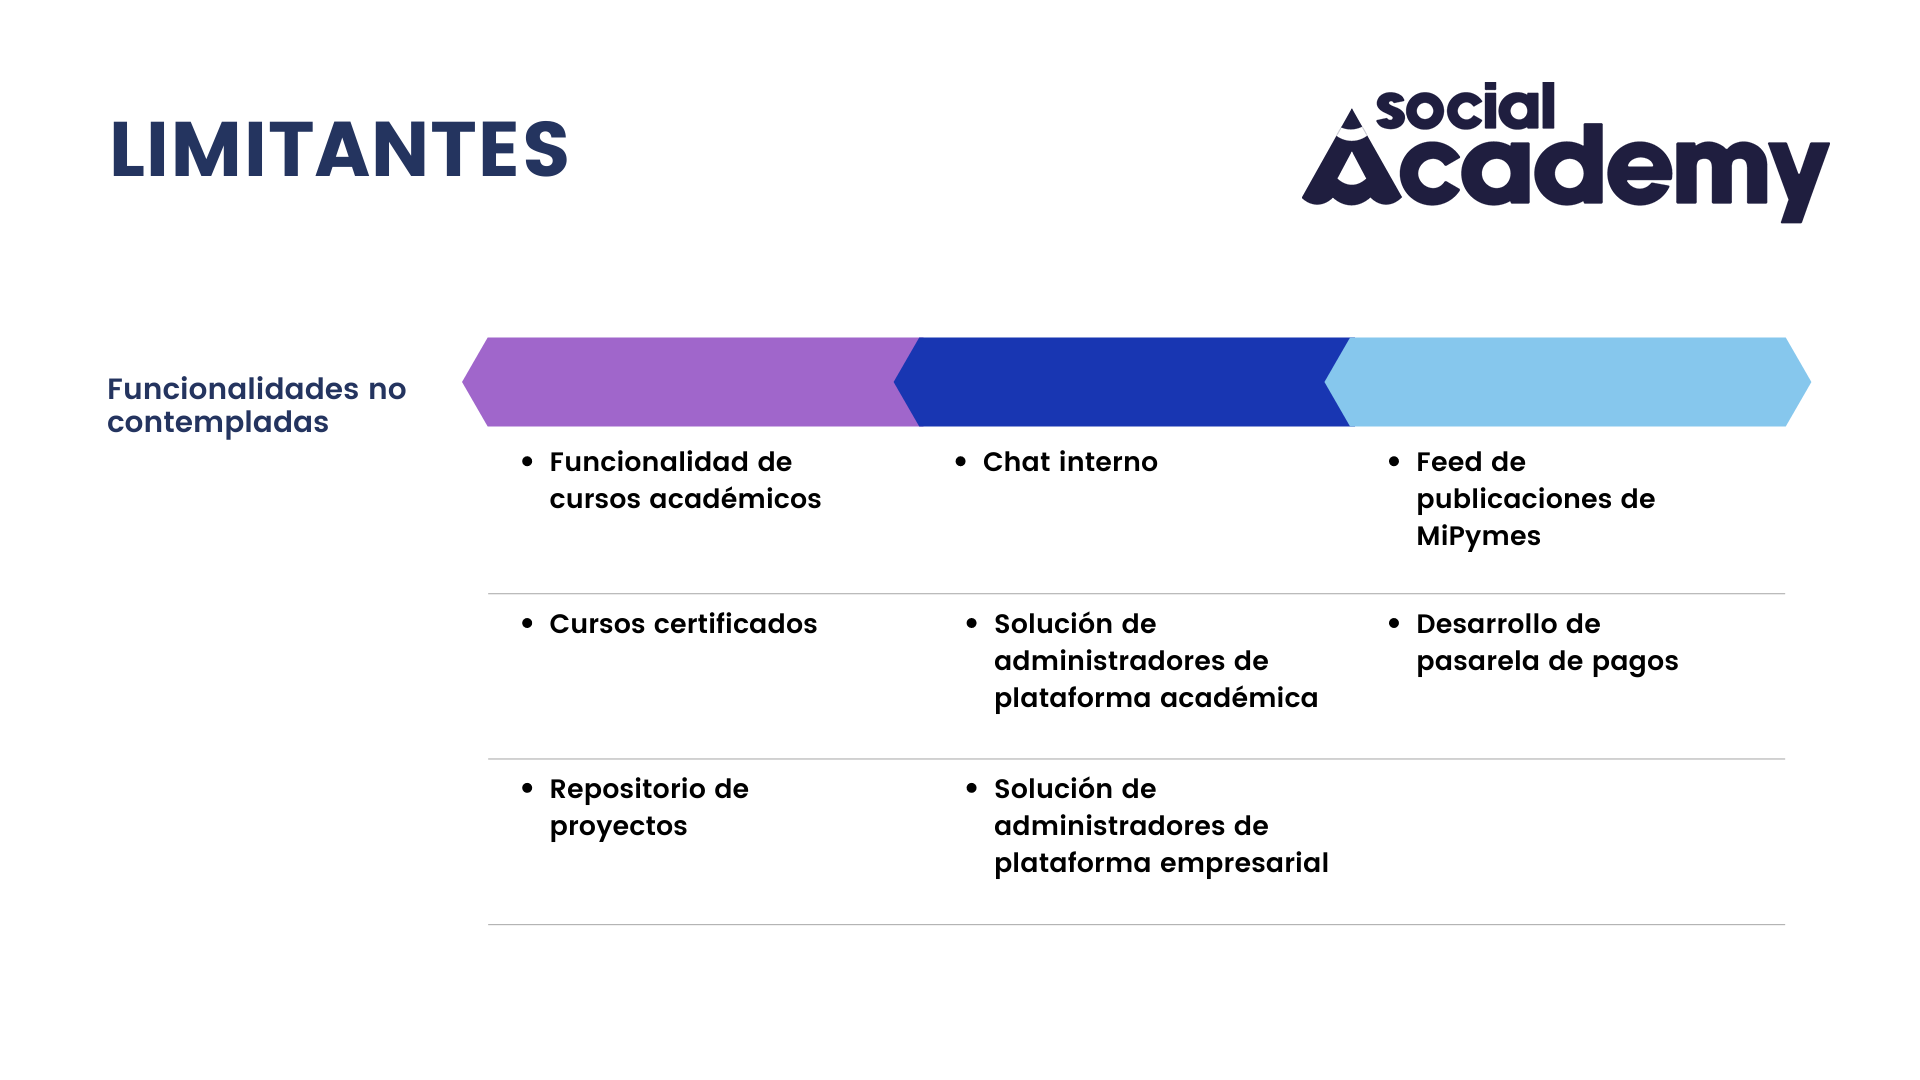 LIMITANTES
social
Academy
Funcionalidades no
contempladas
• Funcionalidad de
cursos académicos
• Chat interno
• Feed de
publicaciones de
MiPymes
• Cursos certificados
• Solución de
administradores de
plataforma académica
• Desarrollo de
pasarela de pagos
• Repositorio de
proyectos
• Solución de
administradores de
plataforma empresarial